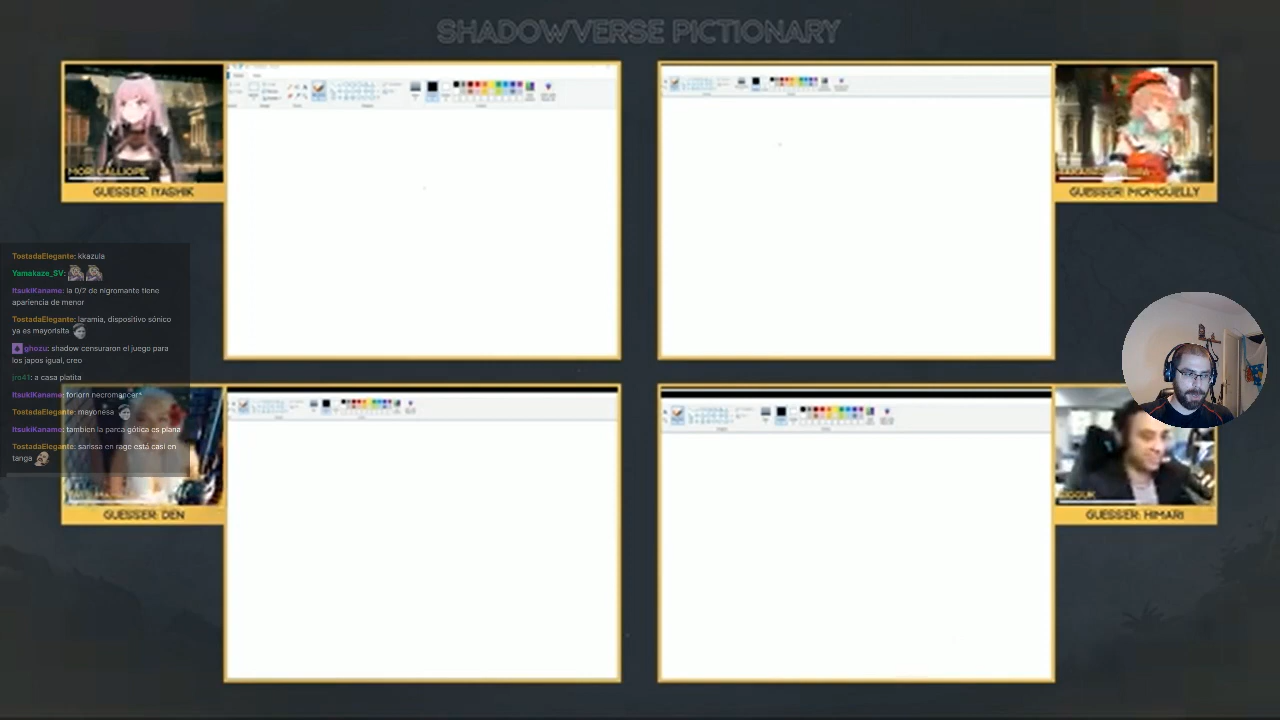 SHADOWVERSE PICTIONARY
MORI CALLIOPE
GUESSER: IYASHIK
GUESSER: MOMOJELLY
TostadaElegante: kkazula
Yamakaze_SV:
ItsukiKaname: la 0/2 de nigromante tiene
apariencia de menor
TostadaElegante: laramia, dispositivo sónico
ya es mayorisita
ghozu: shadow censuraron el juego para
los japos igual, creo
jro41: a casa platita
ItsukiKaname: forlorn necromancer*
TostadaElegante: mayonesa
ItsukiKaname: tambien la parca gótica es plana
TostadaElegante: sarissa en rage está casi en
tanga
GUESSER: DEN
GUESSER: HIMARI